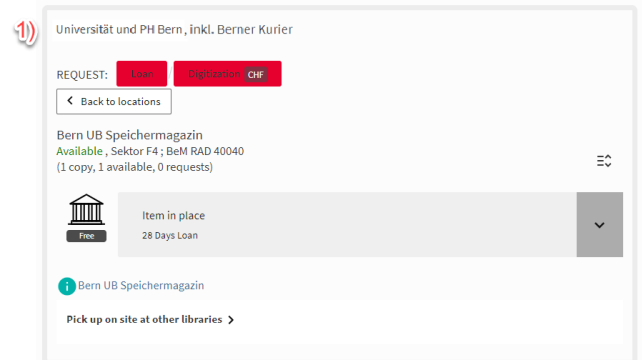 1)
Universität und PH Bern, inkl. Berner Kurier
REQUEST: Loan Digitization CHF
Back to locations
Bern UB Speichermagazin
Available , Sektor F4 ; BeM RAD 40040
(1 copy, 1 available, 0 requests)
Item in place
Free 28 Days Loan
i Bern UB Speichermagazin
Pick up on site at other libraries